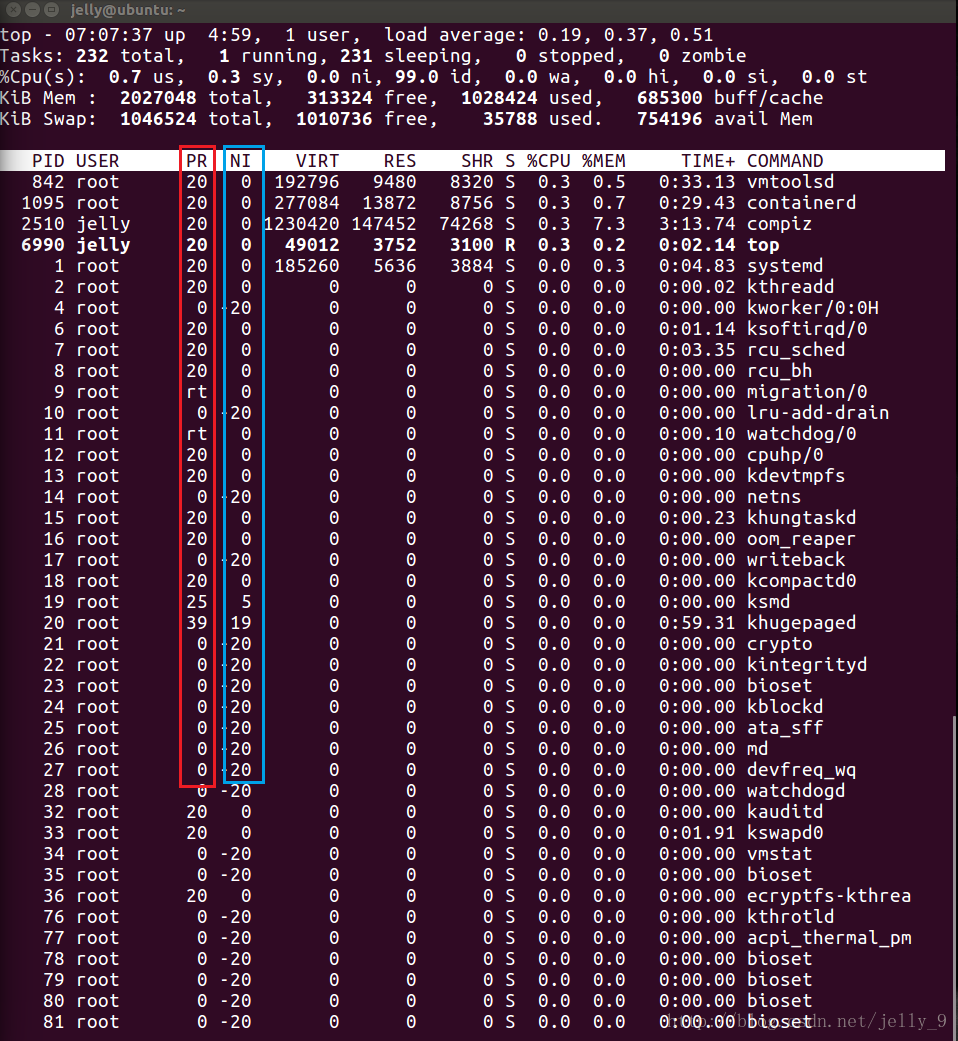 jelly@ubuntu: ~
top - 07:07:37 up  4:59,  1 user,  load average: 0.19, 0.37, 0.51
Tasks: 232 total,   1 running, 231 sleeping,   0 stopped,   0 zombie
%Cpu(s):  0.7 us,  0.3 sy,  0.0 ni, 99.0 id,  0.0 wa,  0.0 hi,  0.0 si,  0.0 st
KiB Mem :  2027048 total,   313324 free,  1028424 used,   685300 buff/cache
KiB Swap:  1046524 total,  1010736 free,    35788 used.   754196 avail Mem
PID USER PR NI VIRT RES SHR S %CPU %MEM TIME+ COMMAND
842 root 20 0 192796 9480 8320 S 0.3 0.5 0:33.13 vmtoolsd
1095 root 20 0 277084 13872 8756 S 0.3 0.7 0:29.43 containerd
2510 jelly 20 0 1230420 147452 74268 S 0.3 7.3 3:13.74 compiz
6990 jelly 20 0 49012 3752 3100 R 0.3 0.2 0:02.14 top
1 root 20 0 185260 5636 3884 S 0.0 0.3 0:04.83 systemd
2 root 20 0 0 0 0 S 0.0 0.0 0:00.02 kthreadd
4 root 0 -20 0 0 0 S 0.0 0.0 0:00.00 kworker/0:0H
6 root 20 0 0 0 0 S 0.0 0.0 0:01.14 ksoftirqd/0
7 root 20 0 0 0 0 S 0.0 0.0 0:03.35 rcu_sched
8 root 20 0 0 0 0 S 0.0 0.0 0:00.00 rcu_bh
9 root rt 0 0 0 0 S 0.0 0.0 0:00.00 migration/0
10 root 0 -20 0 0 0 S 0.0 0.0 0:00.00 lru-add-drain
11 root rt 0 0 0 0 S 0.0 0.0 0:00.10 watchdog/0
12 root 20 0 0 0 0 S 0.0 0.0 0:00.00 cpuhp/0
13 root 20 0 0 0 0 S 0.0 0.0 0:00.00 kdevtmpfs
14 root 0 -20 0 0 0 S 0.0 0.0 0:00.00 netns
15 root 20 0 0 0 0 S 0.0 0.0 0:00.23 khungtaskd
16 root 20 0 0 0 0 S 0.0 0.0 0:00.00 oom_reaper
17 root 0 -20 0 0 0 S 0.0 0.0 0:00.00 writeback
18 root 20 0 0 0 0 S 0.0 0.0 0:00.00 kcompactd0
19 root 25 5 0 0 0 S 0.0 0.0 0:00.00 ksmd
20 root 39 19 0 0 0 S 0.0 0.0 0:59.31 khugepaged
21 root 0 -20 0 0 0 S 0.0 0.0 0:00.00 crypto
22 root 0 -20 0 0 0 S 0.0 0.0 0:00.00 kintegrityd
23 root 0 -20 0 0 0 S 0.0 0.0 0:00.00 bioset
24 root 0 -20 0 0 0 S 0.0 0.0 0:00.00 kblockd
25 root 0 -20 0 0 0 S 0.0 0.0 0:00.00 ata_sff
26 root 0 -20 0 0 0 S 0.0 0.0 0:00.00 md
27 root 0 -20 0 0 0 S 0.0 0.0 0:00.00 devfreq_wq
28 root 0 -20 0 0 0 S 0.0 0.0 0:00.00 watchdogd
32 root 20 0 0 0 0 S 0.0 0.0 0:00.00 kauditd
33 root 20 0 0 0 0 S 0.0 0.0 0:01.91 kswapd0
34 root 0 -20 0 0 0 S 0.0 0.0 0:00.00 vmstat
35 root 0 -20 0 0 0 S 0.0 0.0 0:00.00 bioset
36 root 20 0 0 0 0 S 0.0 0.0 0:00.00 ecryptfs-kthrea
76 root 0 -20 0 0 0 S 0.0 0.0 0:00.00 kthrotld
77 root 0 -20 0 0 0 S 0.0 0.0 0:00.00 acpi_thermal_pm
78 root 0 -20 0 0 0 S 0.0 0.0 0:00.00 bioset
79 root 0 -20 0 0 0 S 0.0 0.0 0:00.00 bioset
80 root 0 -20 0 0 0 S 0.0 0.0 0:00.00 bioset
81 root 0 -20 0 0 0 S 0.0 0.0 0:00.00 bioset
http://blog.csdn.net/jelly_9